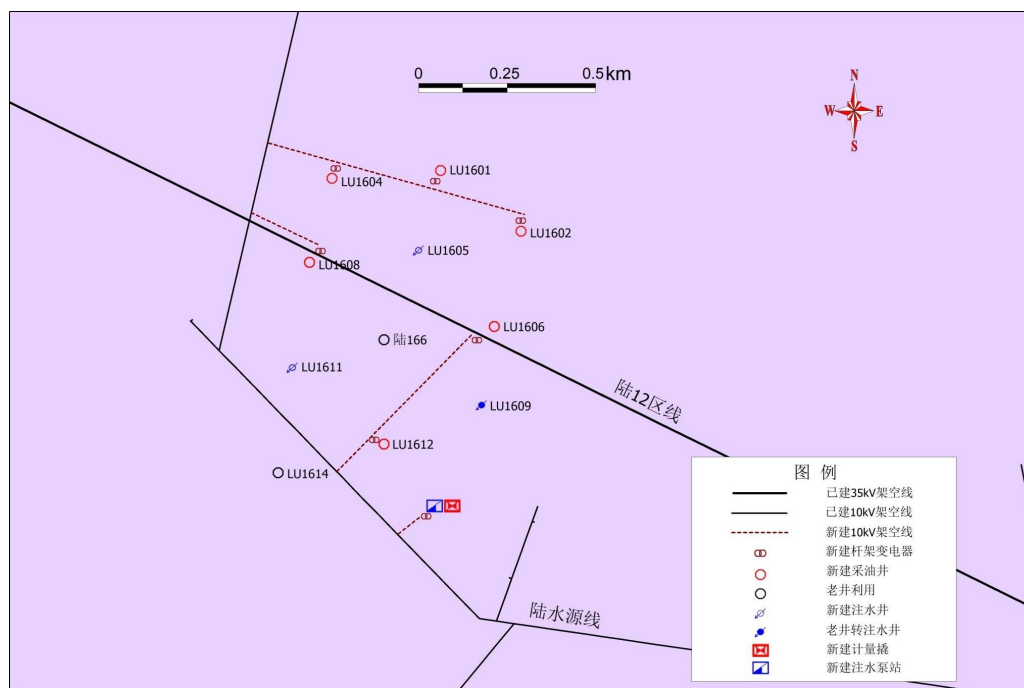 0 0.25 0.5km
N
W E
S
LU1601
LU1604
LU1602
LU1605
LU1608
LU1606
陆166
LU1611
陆12区线
LU1609
LU1612
LU1614
陆水源线
图 例
已建35kV架空线
已建10kV架空线
新建10kV架空线
新建杆架变电器
新建采油井
老井利用
新建注水井
老井转注水井
新建计量撬
新建注水泵站